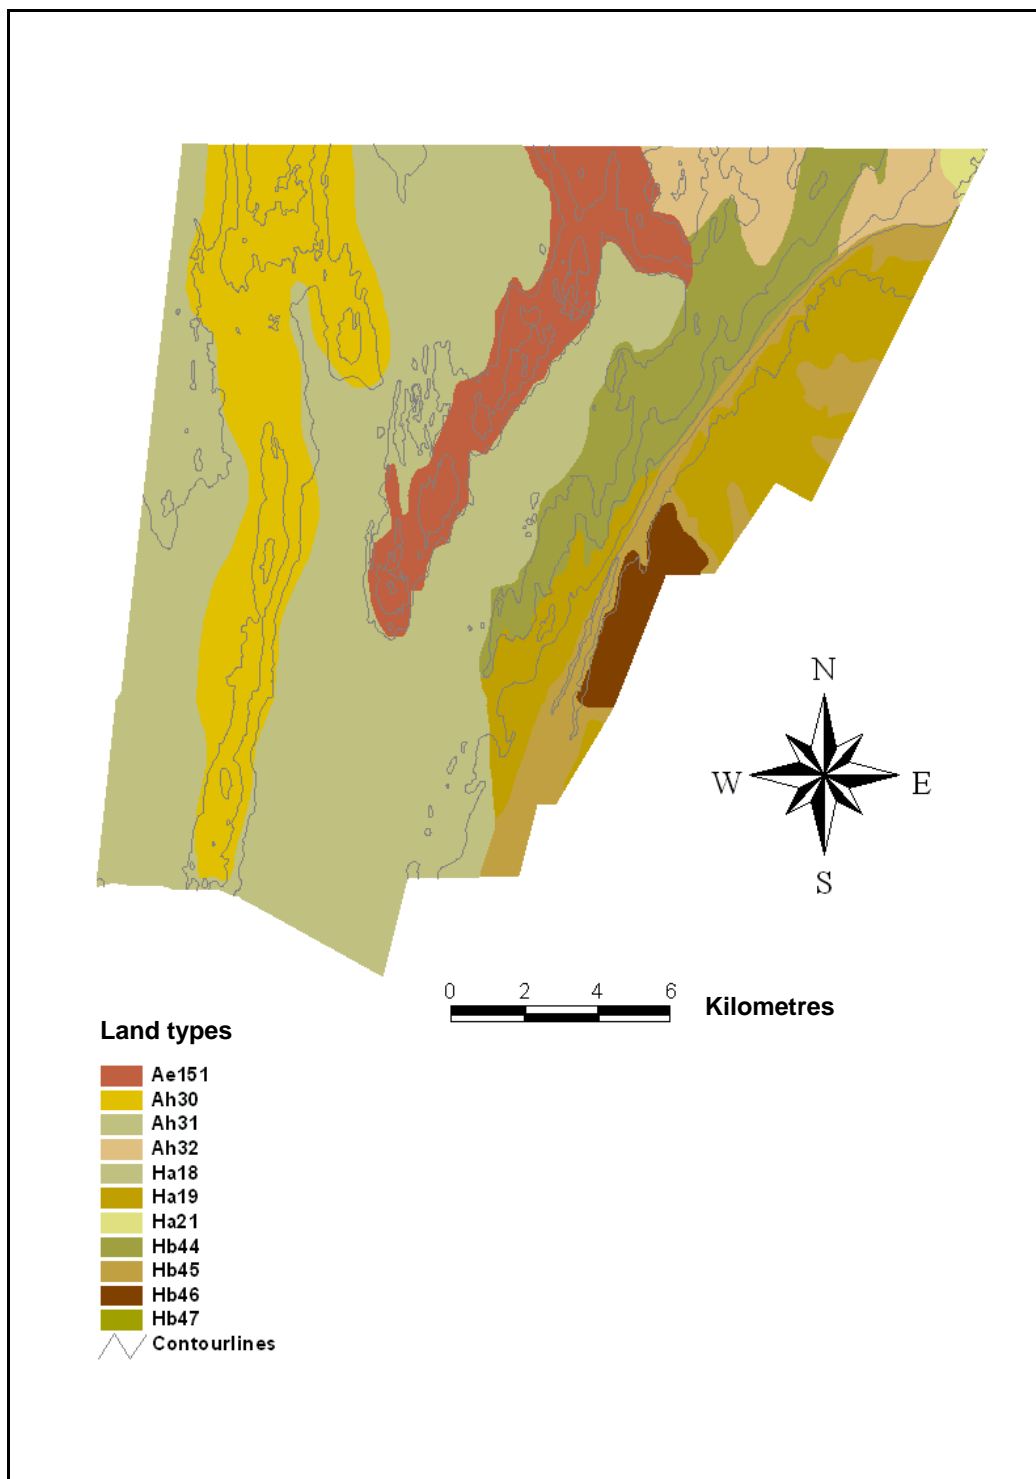 N
W E
S
0 2 4 6
Kilometres
Land types
Ae151
Ah30
Ah31
Ah32
Ha18
Ha19
Ha21
Hb44
Hb45
Hb46
Hb47
Contourlines